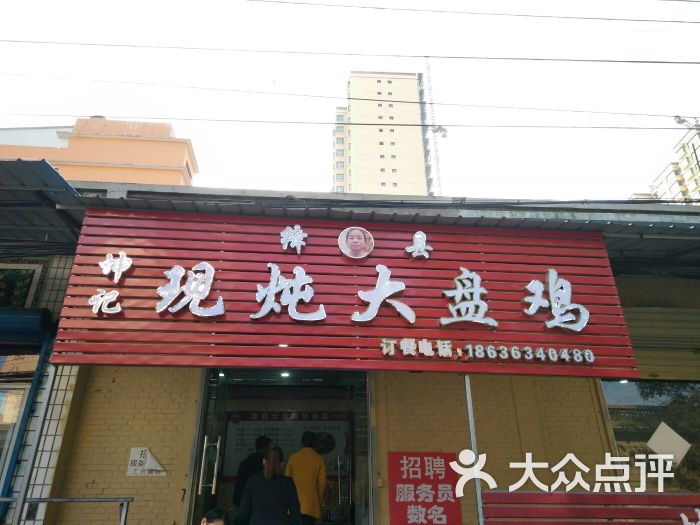 绛县
坤记
现炖大盘鸡
订餐电话:18636340480
招聘
服务员
数名
大众点评